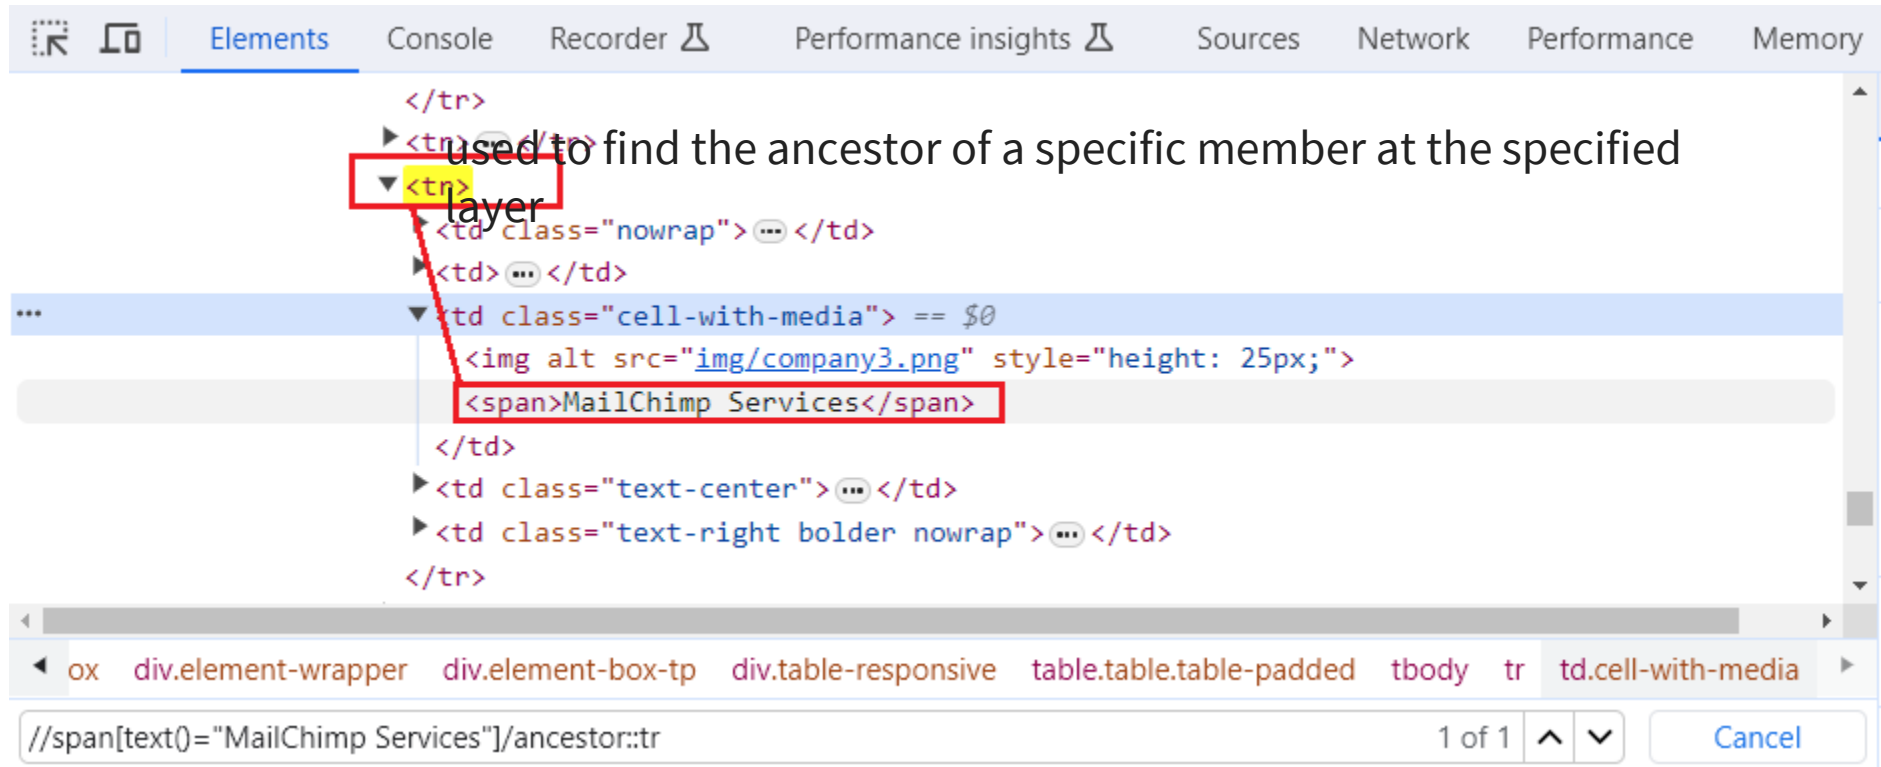 Elements Console Recorder Performance insights Sources Network Performance Memory
</tr>
<tr> ... </tr>
used to find the ancestor of a specific member at the specified
<tr>
layer
<td class="nowrap"> ... </td>
<td> ... </td>
... <td class="cell-with-media"> == $0
<img alt src="img/company3.png" style="height: 25px;">
<span>MailChimp Services</span>
</td>
<td class="text-center"> ... </td>
<td class="text-right bolder nowrap"> ... </td>
</tr>
ox div.element-wrapper div.element-box-tp div.table-responsive table.table.table-padded tbody tr td.cell-with-media
//span[text()="MailChimp Services"]/ancestor::tr 1 of 1 Cancel